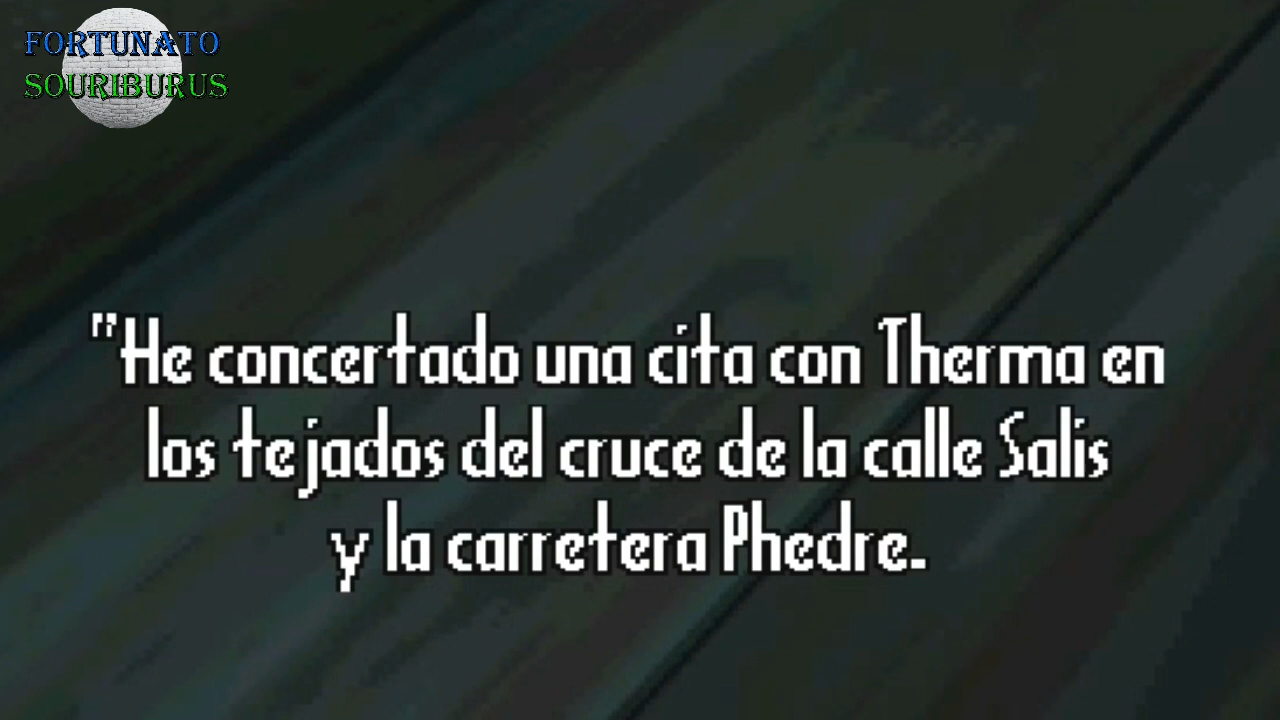 FORTUNATO
SOURIBURUS
"He concertado una cita con Therma en
los tejados del cruce de la calle Salis
y la carretera Phedre.